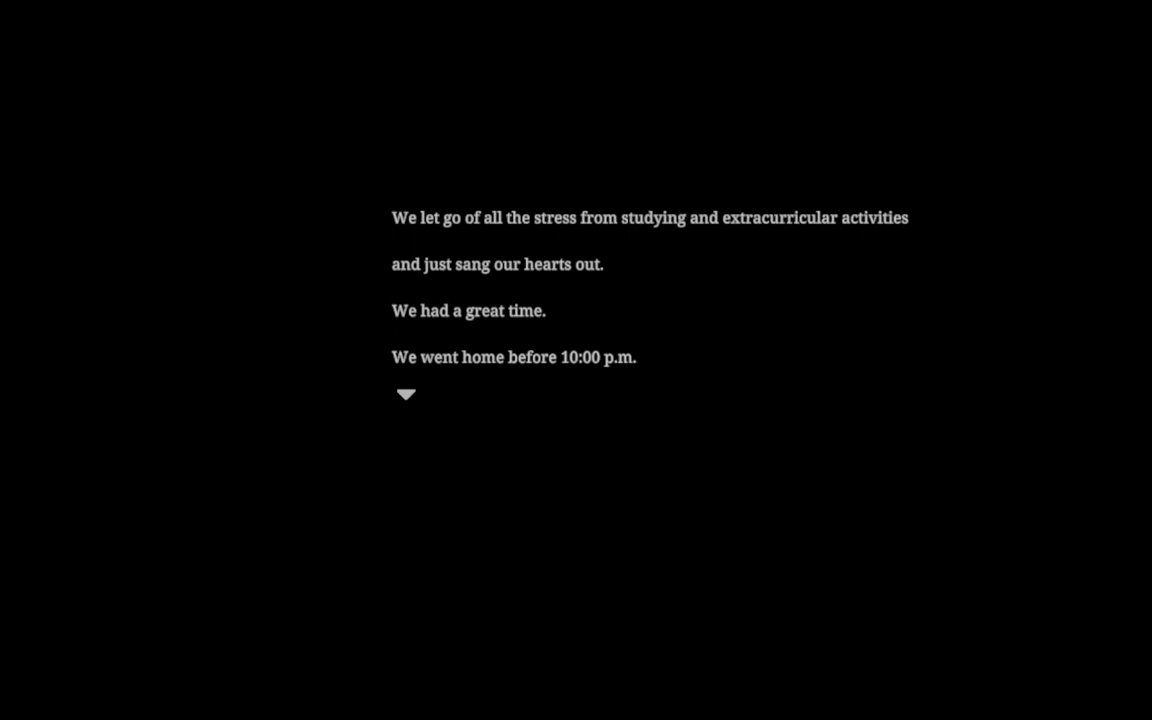 We let go of all the stress from studying and extracurricular activities
and just sang our hearts out.
We had a great time.
We went home before 10:00 p.m.